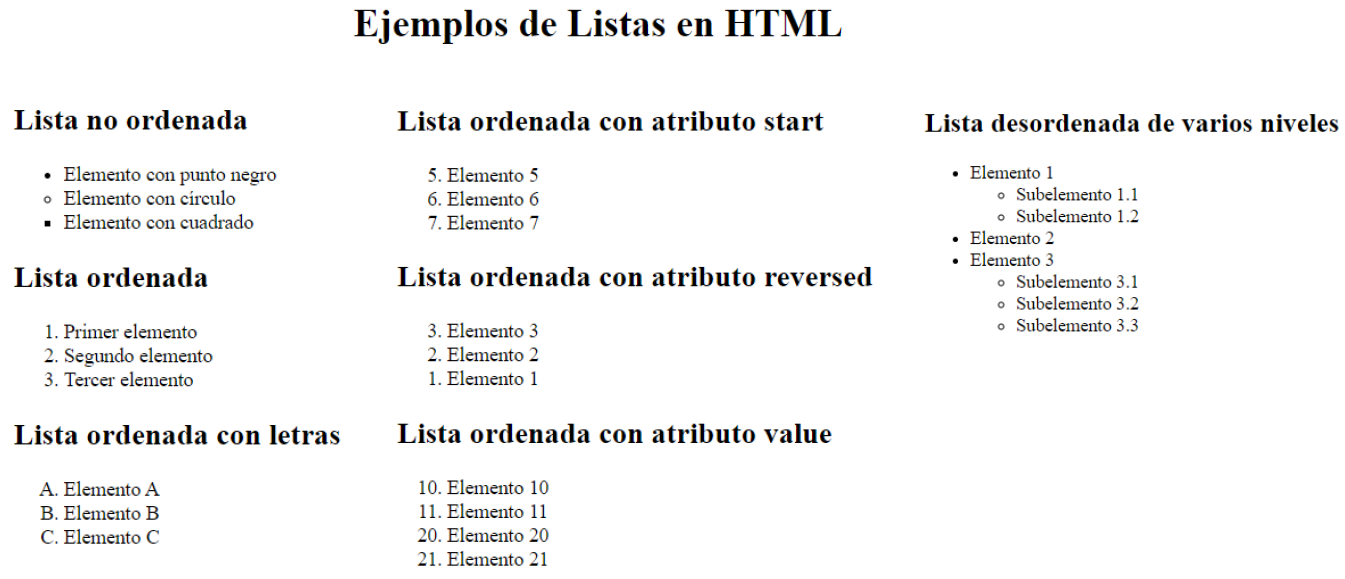 Ejemplos de Listas en HTML
Lista no ordenada
• Elemento con punto negro
◦ Elemento con círculo
▪ Elemento con cuadrado
Lista ordenada
1. Primer elemento
2. Segundo elemento
3. Tercer elemento
Lista ordenada con letras
A. Elemento A
B. Elemento B
C. Elemento C
Lista ordenada con atributo start
5. Elemento 5
6. Elemento 6
7. Elemento 7
Lista ordenada con atributo reversed
3. Elemento 3
2. Elemento 2
1. Elemento 1
Lista ordenada con atributo value
10. Elemento 10
11. Elemento 11
20. Elemento 20
21. Elemento 21
Lista desordenada de varios niveles
• Elemento 1
◦ Subelemento 1.1
◦ Subelemento 1.2
• Elemento 2
• Elemento 3
◦ Subelemento 3.1
◦ Subelemento 3.2
◦ Subelemento 3.3